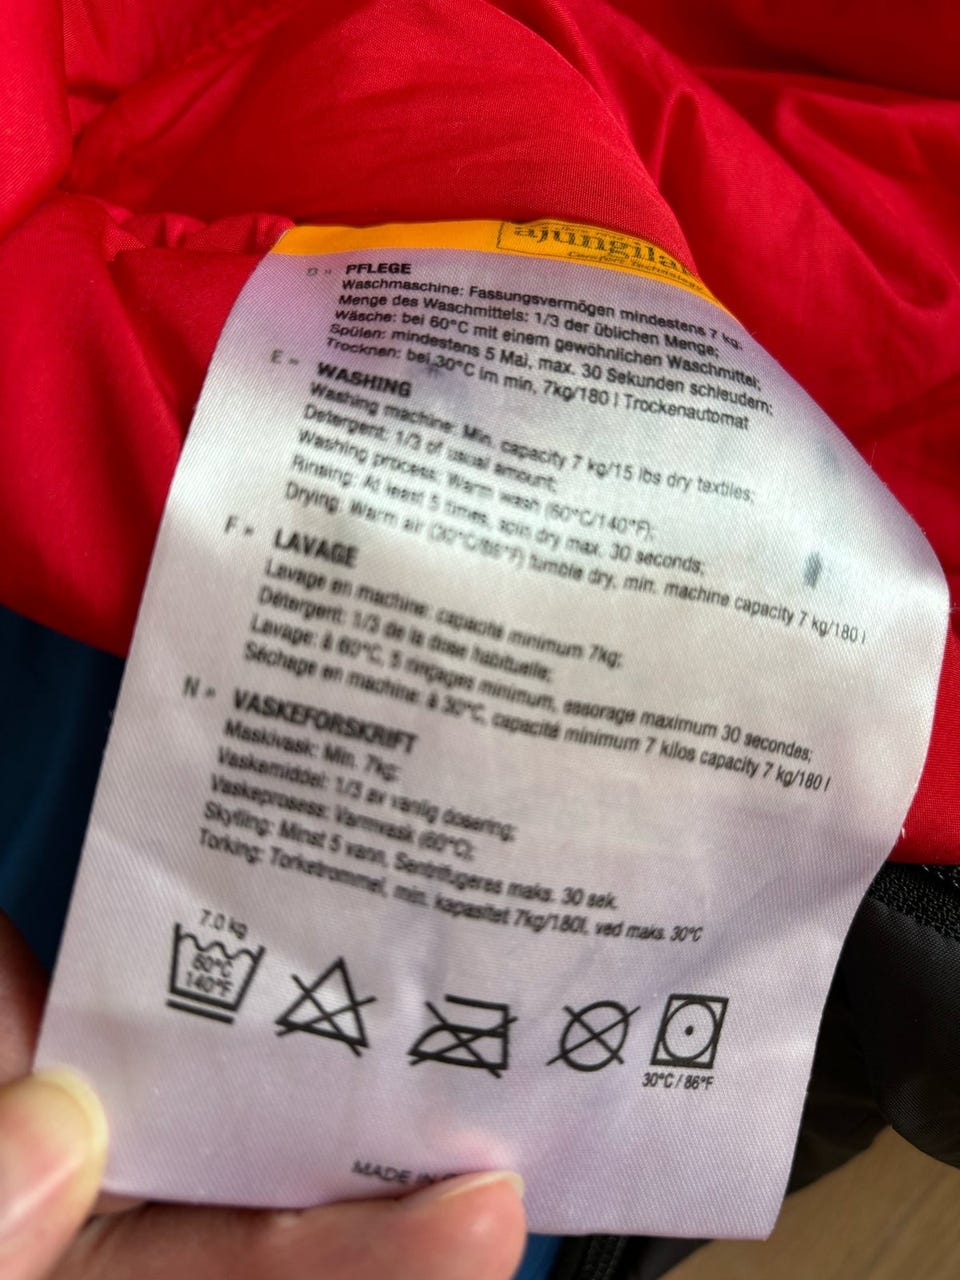 ajungila
Comfort Technology
D = PFLEGE
Waschmaschine: Fassungsvermögen mindestens 7 kg;
Menge des Waschmittels: 1/3 der üblichen Menge;
Wäsche: bei 60°C mit einem gewöhnlichen Waschmittel;
Spülen: mindestens 5 Mal, max. 30 Sekunden schleudern;
Trocknen: bei 30°C im min, 7kg/180 l Trockenautomat
E = WASHING
Washing machine: Min. capacity 7 kg/15 lbs dry textiles;
Detergent: 1/3 of usual amount;
Washing process: Warm wash (60°C/140°F);
Rinsing: At least 5 times, spin dry max. 30 seconds;
Drying: Warm air (30°C/86°F) tumble dry, min. machine capacity 7 kg/180 l
F = LAVAGE
Lavage en machine: capacité minimum 7kg;
Détergent: 1/3 de la dose habituelle;
Lavage: à 60°C, 5 rinçages minimum, essorage maximum 30 secondes;
Séchage en machine: à 30°C, capacité minimum 7 kilos capacity 7 kg/180 l
N = VASKEFORSKRIFT
Maskivask: Min. 7kg;
Vaskemiddel: 1/3 av vanlig dosering;
Vaskeprosess: Varmvask (60°C);
Skylling: Minst 5 vann, Sentrifugeres maks. 30 sek.
Torking: Torketrommel, min. kapasitet 7kg/180l, ved maks. 30°C
7.0 kg
60°C
140°F
30°C / 86°F
MADE IN